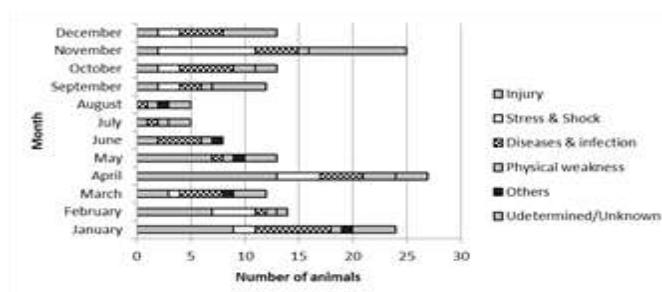 December
November
October
September
August
July
June
May
April
March
February
January
Month
0 5 10 15 20 25 30
Number of animals
Injury
Stress & Shock
Diseases & infection
Physical weakness
Others
Udetermined/Unknown